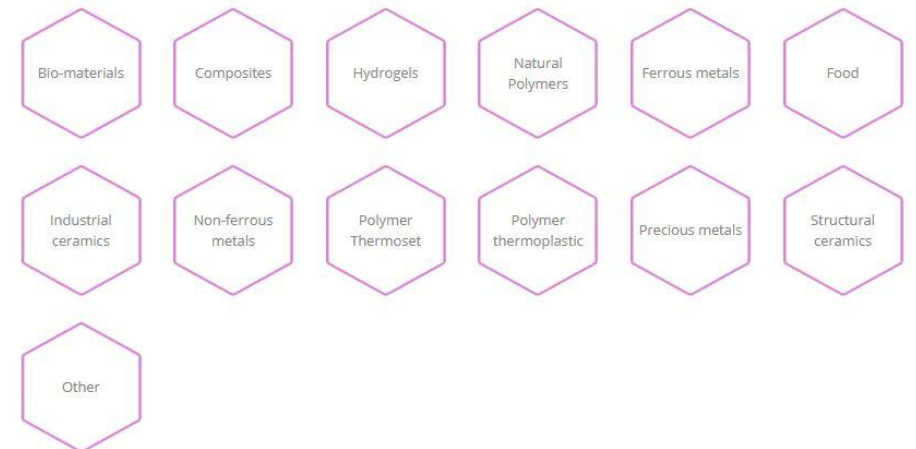 Bio-materials
Composites
Hydrogels
Natural
Polymers
Ferrous metals
Food
Industrial
ceramics
Non-ferrous
metals
Polymer
Thermoset
Polymer
thermoplastic
Precious metals
Structural
ceramics
Other